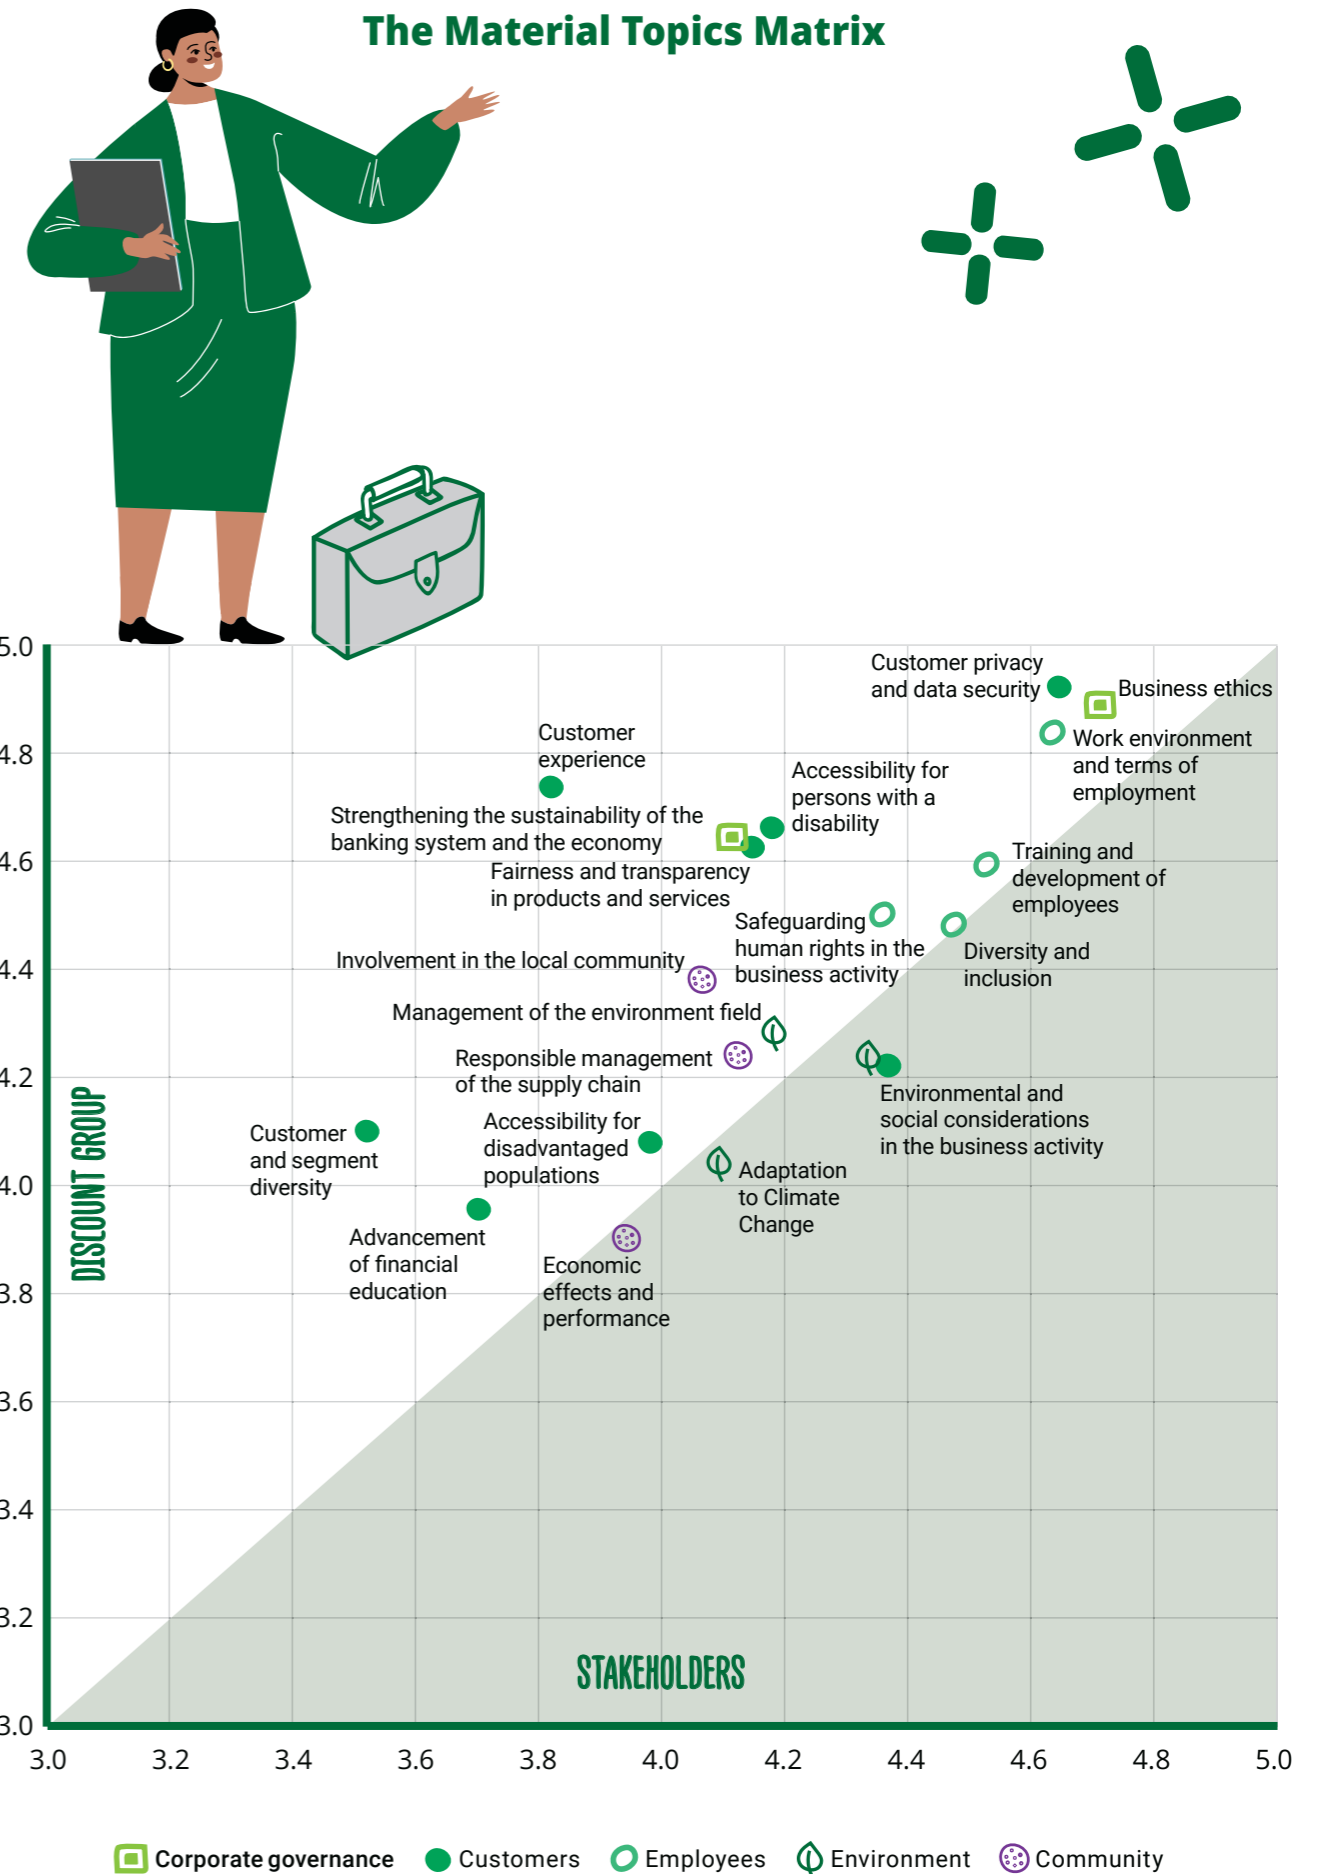 The Material Topics Matrix
5.0
4.8
4.6
4.4
4.2
4.0
3.8
3.6
3.4
3.2
3.0
DISCOUNT GROUP
Customer privacy
and data security
Business ethics
Work environment
and terms of
employment
Customer
experience
Accessibility for
persons with a
disability
Strengthening the sustainability of the
banking system and the economy
Fairness and transparency
in products and services
Training and
development of
employees
Safeguarding
human rights in the
business activity
Diversity and
inclusion
Involvement in the local community
Management of the environment field
Responsible management
of the supply chain
Environmental and
social considerations
in the business activity
Customer
and segment
diversity
Accessibility for
disadvantaged
populations
Adaptation
to Climate
Change
Advancement
of financial
education
Economic
effects and
performance
STAKEHOLDERS
3.0 3.2 3.4 3.6 3.8 4.0 4.2 4.4 4.6 4.8 5.0
Corporate governance Customers Employees Environment Community